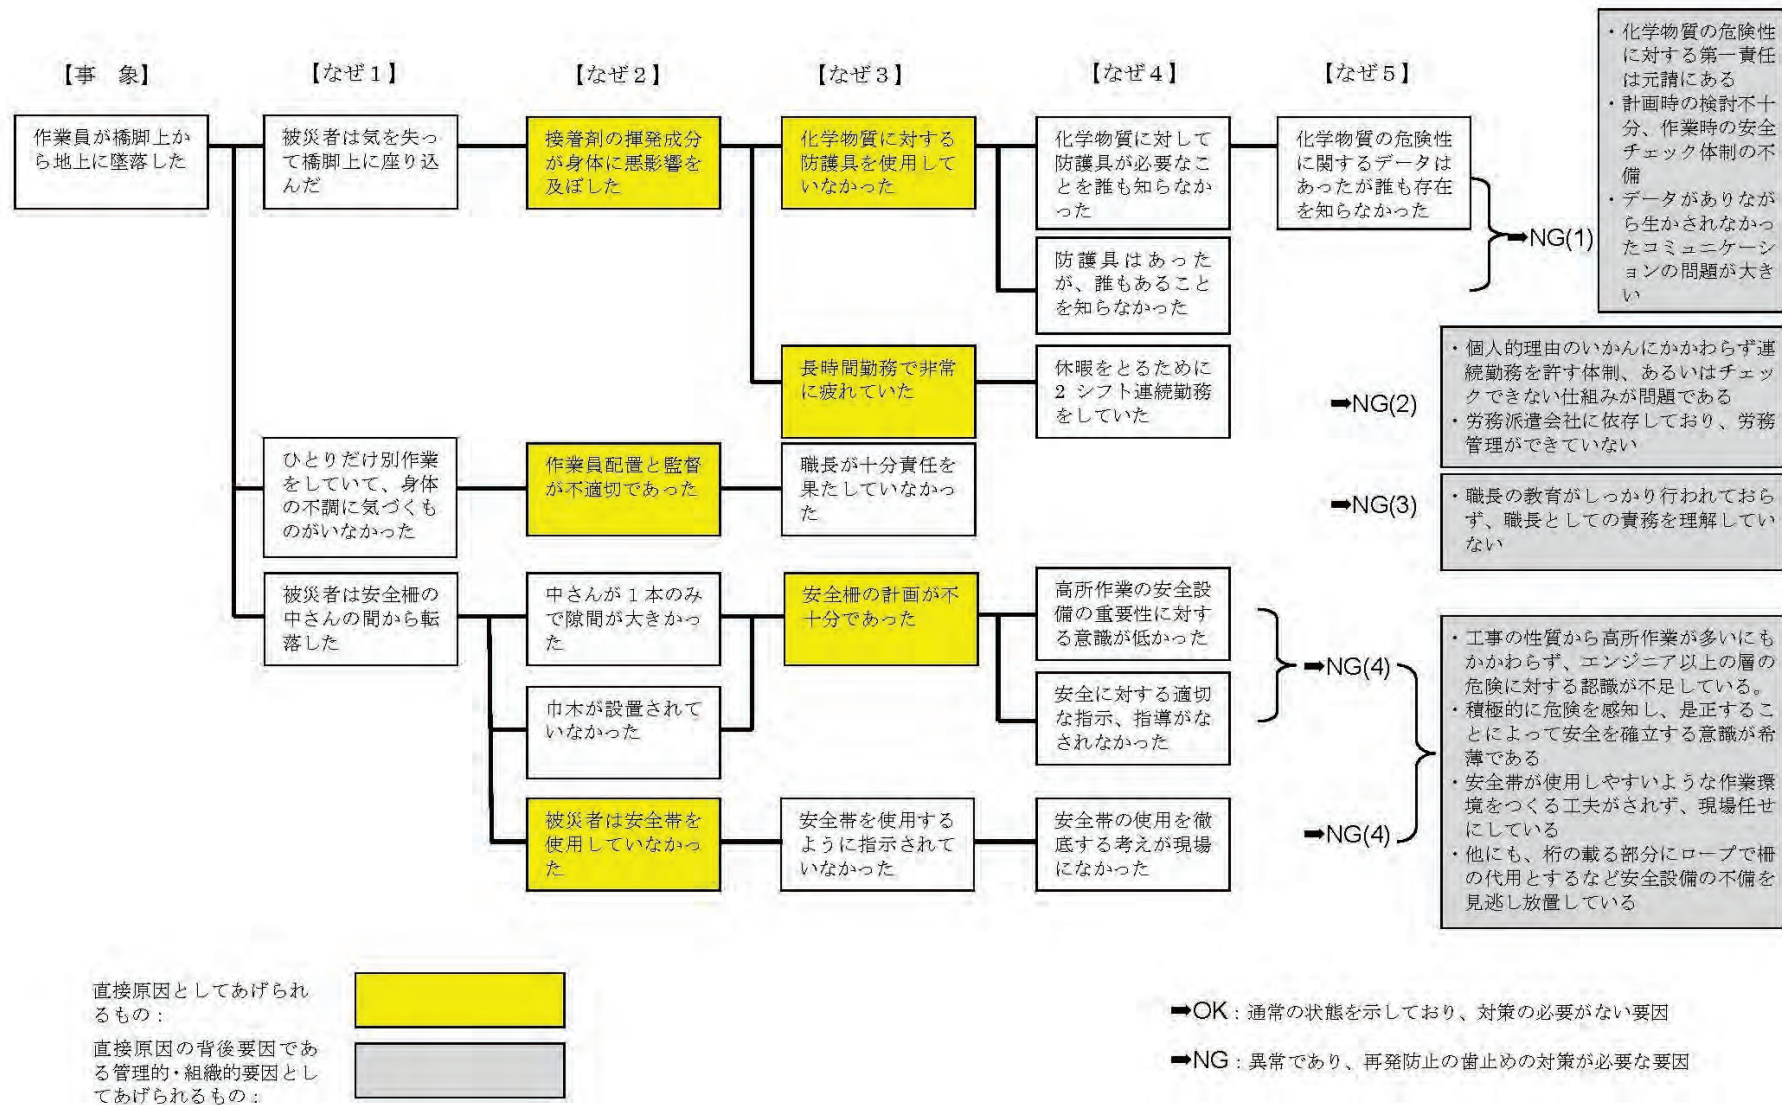 【事　象】
【なぜ１】
【なぜ２】
【なぜ３】
【なぜ４】
【なぜ５】
作業員が橋脚上か
ら地上に墜落した
被災者は気を失っ
て橋脚上に座り込
んだ
接着剤の揮発成分
が身体に悪影響を
及ぼした
化学物質に対する
防護具を使用して
いなかった
化学物質に対して
防護具が必要なこ
とを誰も知らなか
った
化学物質の危険性
に関するデータは
あったが誰も存在
を知らなかった
防護具はあった
が、誰もあること
を知らなかった
➡NG(1)
・化学物質の危険性
に対する第一責任
は元請にある
・計画時の検討不十
分、作業時の安全
チェック体制の不
備
・データがありなが
ら生かされなかっ
たコミュニケーシ
ョンの問題が大き
い
長時間勤務で非常
に疲れていた
休暇をとるために
2 シフト連続勤務
をしていた
➡NG(2)
・個人的理由のいかんにかかわらず連
続勤務を許す体制、あるいはチェッ
クできない仕組みが問題である
・労務派遣会社に依存しており、労務
管理ができていない
ひとりだけ別作業
をしていて、身体
の不調に気づくも
のがいなかった
作業員配置と監督
が不適切であった
職長が十分責任を
果たしていなかっ
た
➡NG(3)
・職長の教育がしっかり行われておら
ず、職長としての責務を理解してい
ない
被災者は安全柵の
中さんの間から転
落した
中さんが 1 本のみ
で隙間が大きかっ
た
安全柵の計画が不
十分であった
高所作業の安全設
備の重要性に対す
る意識が低かった
巾木が設置されて
いなかった
安全に対する適切
な指示、指導がな
されなかった
➡NG(4)
被災者は安全帯を
使用していなかっ
た
安全帯を使用する
ように指示されて
いなかった
安全帯の使用を徹
底する考えが現場
になかった
➡NG(4)
・工事の性質から高所作業が多いにも
かかわらず、エンジニア以上の層の
危険に対する認識が不足している。
・積極的に危険を感知し、是正するこ
とによって安全を確立する意識が希
薄である
・安全帯が使用しやすいような作業環
境をつくる工夫がされず、現場任せ
にしている
・他にも、桁の載る部分にロープで柵
の代用とするなど安全設備の不備を
見逃し放置している
直接原因としてあげられ
るもの：
直接原因の背後要因であ
る管理的・組織的要因とし
てあげられるもの：
➡OK：通常の状態を示しており、対策の必要がない要因
➡NG：異常であり、再発防止の歯止めの対策が必要な要因